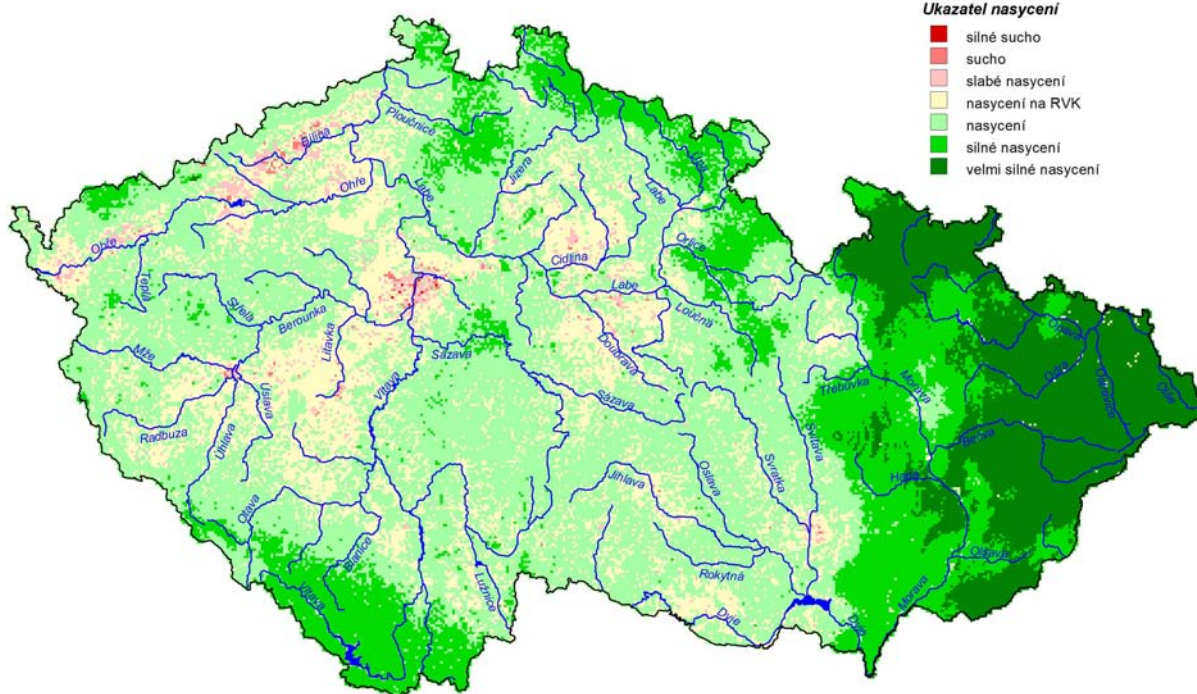 Ukazatel nasycení
silné sucho
sucho
slabé nasycení
nasycení na RVK
nasycení
silné nasycení
velmi silné nasycení
Ploučnice
Bílina
Ohře
Labe
Jizera
Labe
Orlice
Ohře
Teplá
Cidlina
Labe
Loučná
Střela
Berounka
Litavka
Sázava
Doubrava
Mže
Úslava
Vltava
Sázava
Třebůvka
Morava
Opava
Odra
Olše
Radbuza
Úhlava
Bečva
Svitava
Svratka
Oslava
Jihlava
Haná
Otava
Blanice
Lužnice
Rokytná
Olšava
Morava
Vltava
Dyje
Dyje